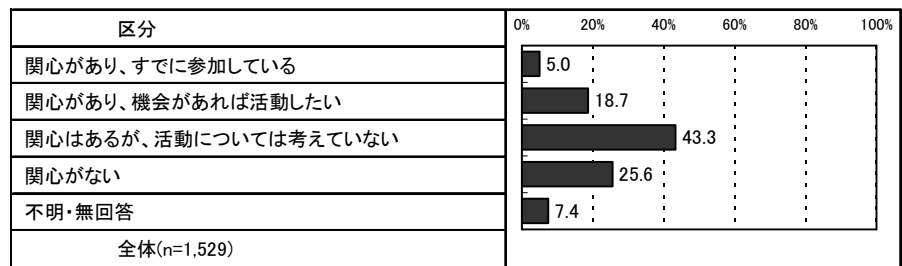 区分
0% 20% 40% 60% 80% 100%
関心があり、すでに参加している 5.0
関心があり、機会があれば活動したい 18.7
関心はあるが、活動については考えていない 43.3
関心がない 25.6
不明・無回答 7.4
全体(n=1,529)